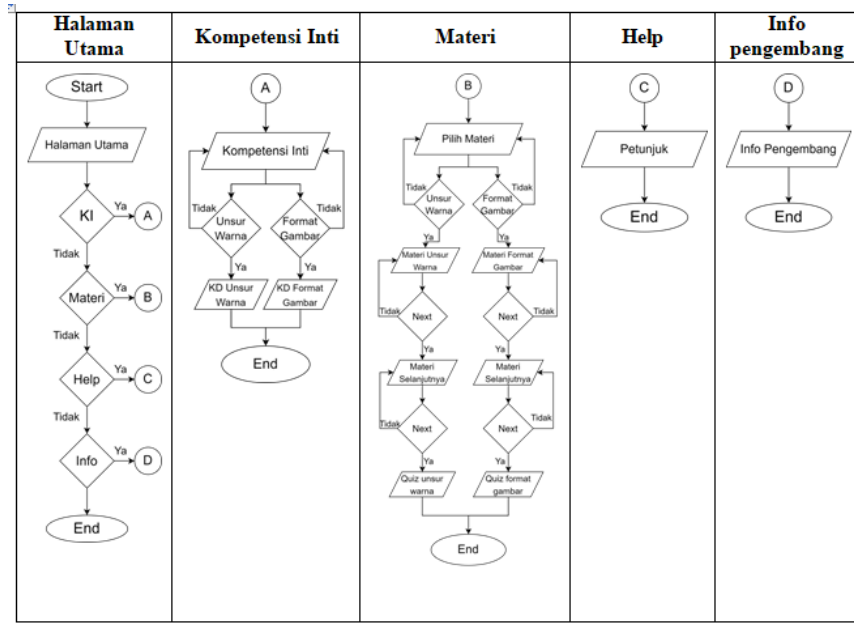 Halaman
Utama
Kompetensi Inti
Materi
Help
Info
pengembang
Start
Halaman Utama
KI
Ya
A
Tidak
Materi
Ya
B
Tidak
Help
Ya
C
Tidak
Info
Ya
D
End
A
Kompetensi Inti
Tidak
Unsur
Warna
Tidak
Format
Gambar
Ya
Ya
KD Unsur
Warna
KD Format
Gambar
End
B
Pilih Materi
Tidak
Unsur
Warna
Tidak
Format
Gambar
Ya
Ya
Materi Unsur
Warna
Materi Format
Gambar
Tidak
Next
Next
Tidak
Ya
Ya
Materi
Selanjutnya
Materi
Selanjutnya
Tidak
Next
Next
Tidak
Ya
Ya
Quiz unsur
warna
Quiz format
gambar
End
C
Petunjuk
End
D
Info Pengembang
End